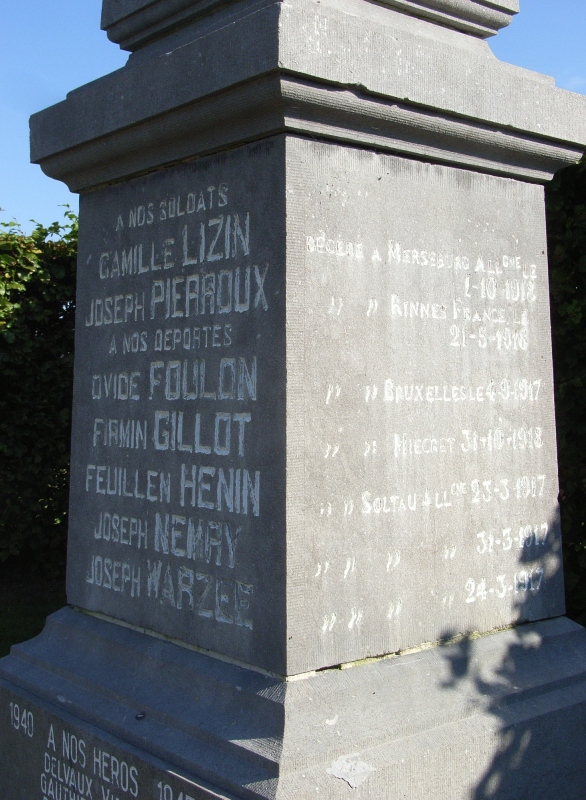 A NOS SOLDATS
CAMILLE LIZIN
JOSEPH PIERROUX
A NOS DÉPORTÉS
OVIDE FOULON
FIRMIN GILLOT
FEUILLEN HENIN
JOSEPH NEMRY
JOSEPH WARZEE
DÉCÉDÉ A MERSEBURG ALLGNE LE
1-10-1918
" " RINNES FRANCE LE
21-8-1918
" " BRUXELLES LE 4-9-1917
" " MIECRET 31-10-1918
" " SOLTAU ALLGNE 23-3-1917
" " " " 31-3-1917
" " " " 24-3-1917
1940
A NOS HEROS
DELVAUX